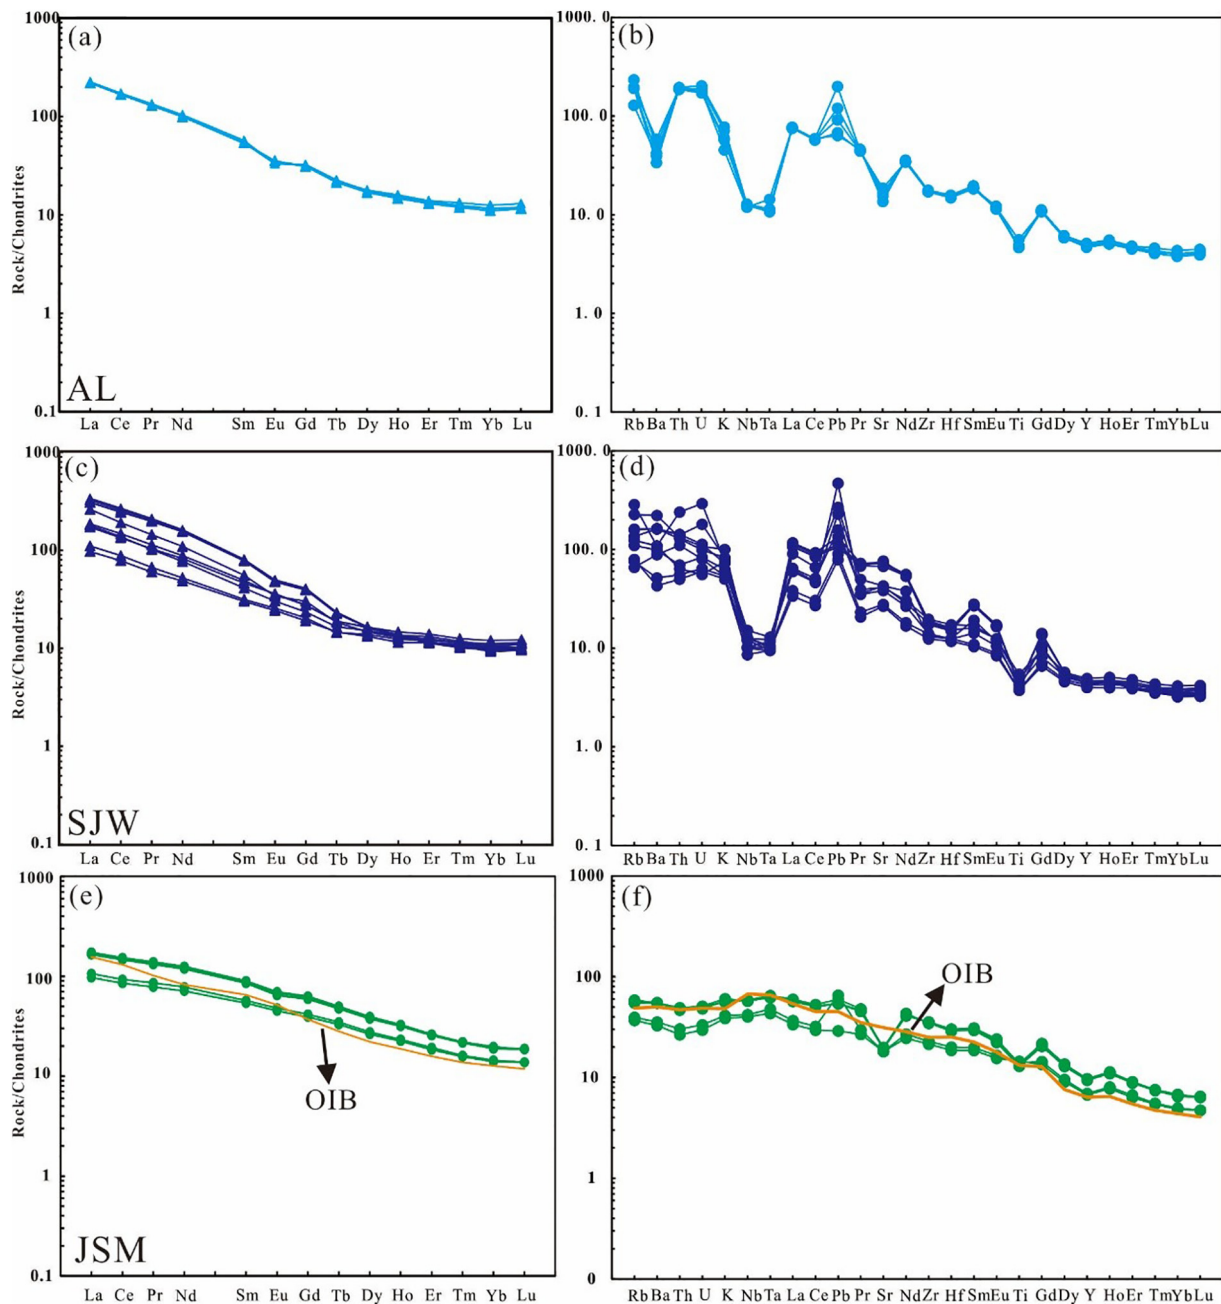 (a)
1000
100
10
1
0.1
Rock/Chondrites
AL
La Ce Pr Nd Sm Eu Gd Tb Dy Ho Er Tm Yb Lu
(b)
1000. 0
100. 0
10. 0
1. 0
0. 1
Rb Ba Th U K Nb Ta La Ce Pb Pr Sr Nd Zr Hf Sm Eu Ti Gd Dy Y Ho Er Tm Yb Lu
(c)
1000
100
10
1
0.1
Rock/Chondrites
SJW
La Ce Pr Nd Sm Eu Gd Tb Dy Ho Er Tm Yb Lu
(d)
1000. 0
100. 0
10. 0
1. 0
0. 1
Rb Ba Th U K Nb Ta La Ce Pb Pr Sr Nd Zr Hf Sm Eu Ti Gd Dy Y Ho Er Tm Yb Lu
(e)
1000
100
10
1
0.1
Rock/Chondrites
OIB
JSM
La Ce Pr Nd Sm Eu Gd Tb Dy Ho Er Tm Yb Lu
(f)
1000
100
10
1
0
OIB
Rb Ba Th U K Nb Ta La Ce Pb Pr Sr Nd Zr Hf Sm Eu Ti Gd Dy Y Ho Er Tm Yb Lu